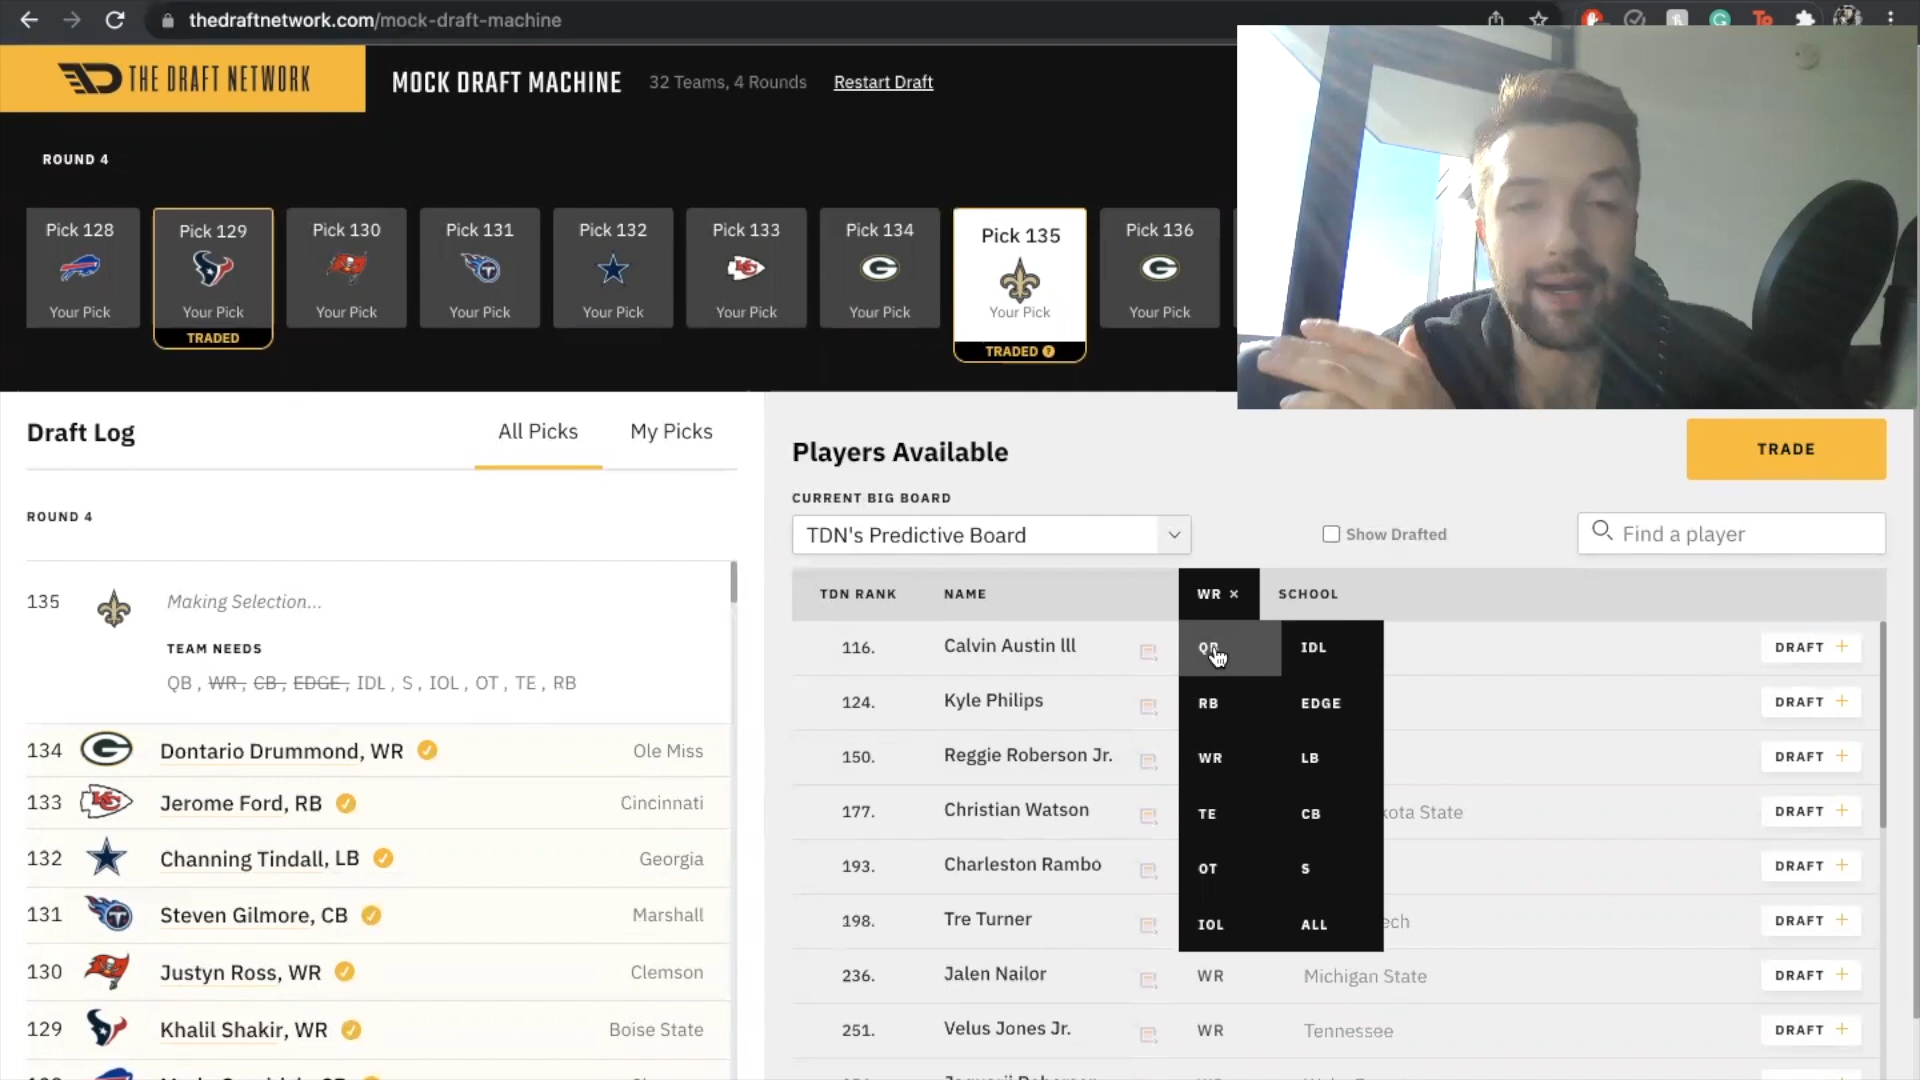 thedraftnetwork.com/mock-draft-machine
THE DRAFT NETWORK
MOCK DRAFT MACHINE
32 Teams, 4 Rounds
Restart Draft
ROUND 4
Pick 128
Your Pick
Pick 129
Your Pick
TRADED
Pick 130
Your Pick
Pick 131
Your Pick
Pick 132
Your Pick
Pick 133
Your Pick
Pick 134
Your Pick
Pick 135
Your Pick
TRADED ?
Pick 136
Your Pick
Draft Log
All Picks
My Picks
ROUND 4
135
Making Selection...
TEAM NEEDS
QB , WR , CB , EDGE , IDL , S , IOL , OT , TE , RB
134 Dontario Drummond, WR Ole Miss
133 Jerome Ford, RB Cincinnati
132 Channing Tindall, LB Georgia
131 Steven Gilmore, CB Marshall
130 Justyn Ross, WR Clemson
129 Khalil Shakir, WR Boise State
Players Available
TRADE
CURRENT BIG BOARD
TDN's Predictive Board
Show Drafted
Find a player
TDN RANK NAME WR × SCHOOL
116. Calvin Austin lll DRAFT +
124. Kyle Philips DRAFT +
150. Reggie Roberson Jr. DRAFT +
177. Christian Watson kota State DRAFT +
193. Charleston Rambo DRAFT +
198. Tre Turner ech DRAFT +
236. Jalen Nailor WR Michigan State DRAFT +
251. Velus Jones Jr. WR Tennessee DRAFT +
QB IDL
RB EDGE
WR LB
TE CB
OT S
IOL ALL